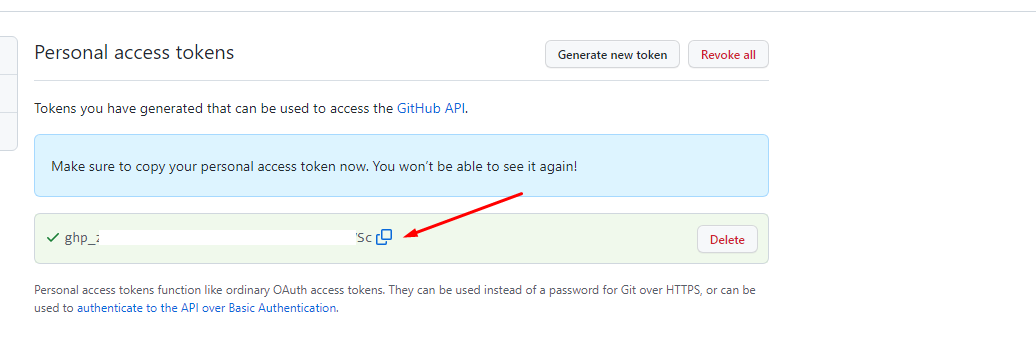 Personal access tokens
Generate new token
Revoke all
Tokens you have generated that can be used to access the GitHub API.
Make sure to copy your personal access token now. You won't be able to see it again!
ghp_
Sc
Delete
Personal access tokens function like ordinary OAuth access tokens. They can be used instead of a password for Git over HTTPS, or can be
used to authenticate to the API over Basic Authentication.